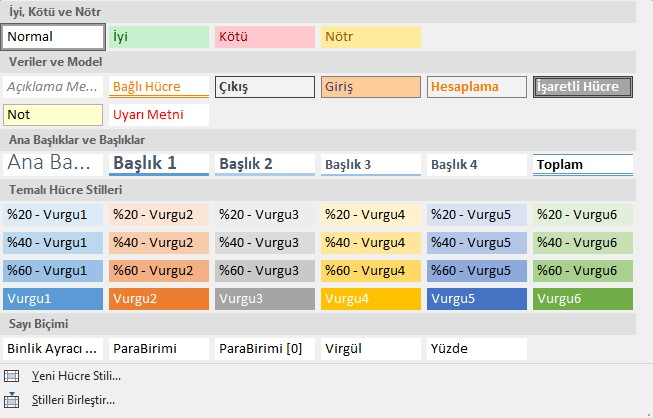 İyi, Kötü ve Nötr
Normal İyi Kötü Nötr
Veriler ve Model
Açıklama Me... Bağlı Hücre Çıkış Giriş Hesaplama İşaretli Hücre
Not Uyarı Metni
Ana Başlıklar ve Başlıklar
Ana Ba... Başlık 1 Başlık 2 Başlık 3 Başlık 4 Toplam
Temalı Hücre Stilleri
%20 - Vurgu1 %20 - Vurgu2 %20 - Vurgu3 %20 - Vurgu4 %20 - Vurgu5 %20 - Vurgu6
%40 - Vurgu1 %40 - Vurgu2 %40 - Vurgu3 %40 - Vurgu4 %40 - Vurgu5 %40 - Vurgu6
%60 - Vurgu1 %60 - Vurgu2 %60 - Vurgu3 %60 - Vurgu4 %60 - Vurgu5 %60 - Vurgu6
Vurgu1 Vurgu2 Vurgu3 Vurgu4 Vurgu5 Vurgu6
Sayı Biçimi
Binlik Ayracı ... ParaBirimi ParaBirimi [0] Virgül Yüzde
Yeni Hücre Stili...
Stilleri Birleştir...